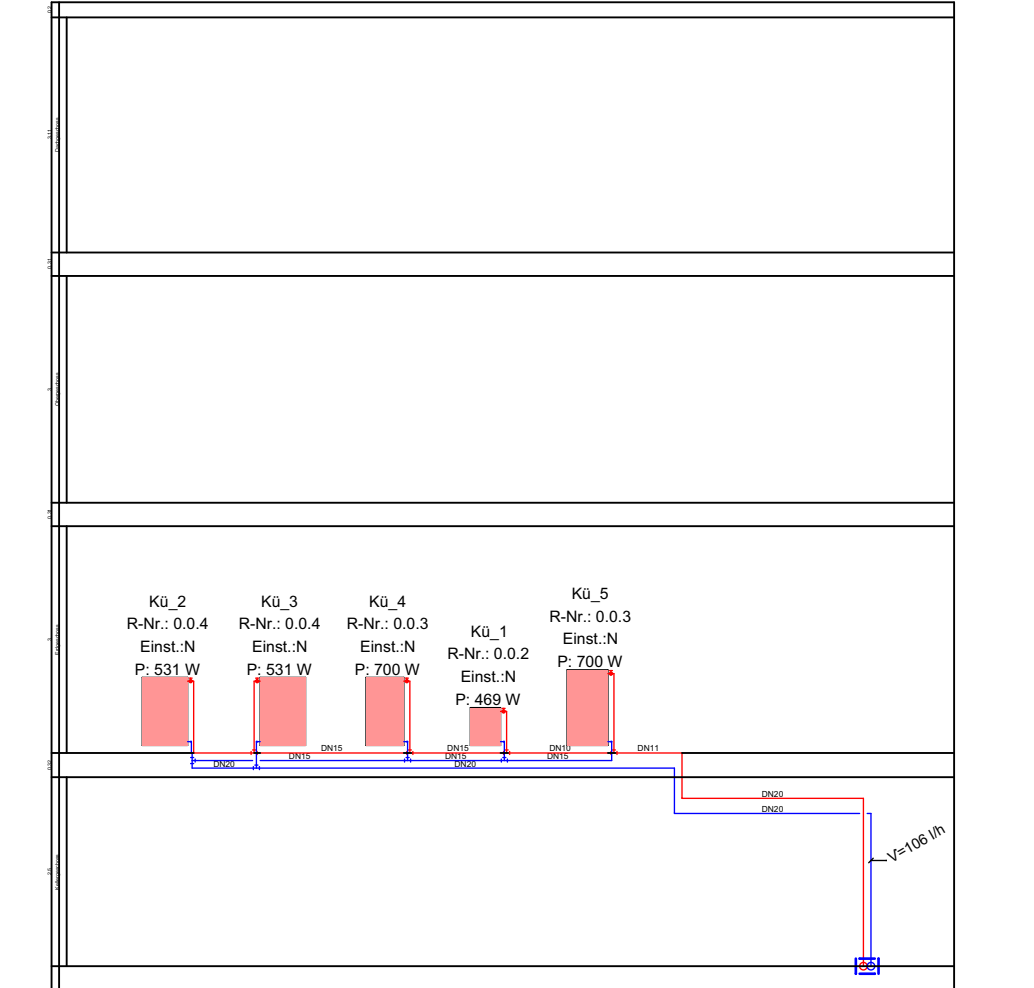 Kü_2
R-Nr.: 0.0.4
Einst.:N
P: 531 W
Kü_3
R-Nr.: 0.0.4
Einst.:N
P: 531 W
Kü_4
R-Nr.: 0.0.3
Einst.:N
P: 700 W
Kü_1
R-Nr.: 0.0.2
Einst.:N
P: 469 W
Kü_5
R-Nr.: 0.0.3
Einst.:N
P: 700 W
DN15
DN15
DN10
DN11
DN15
DN15
DN15
DN20
DN20
DN20
DN20
V=106 l/h